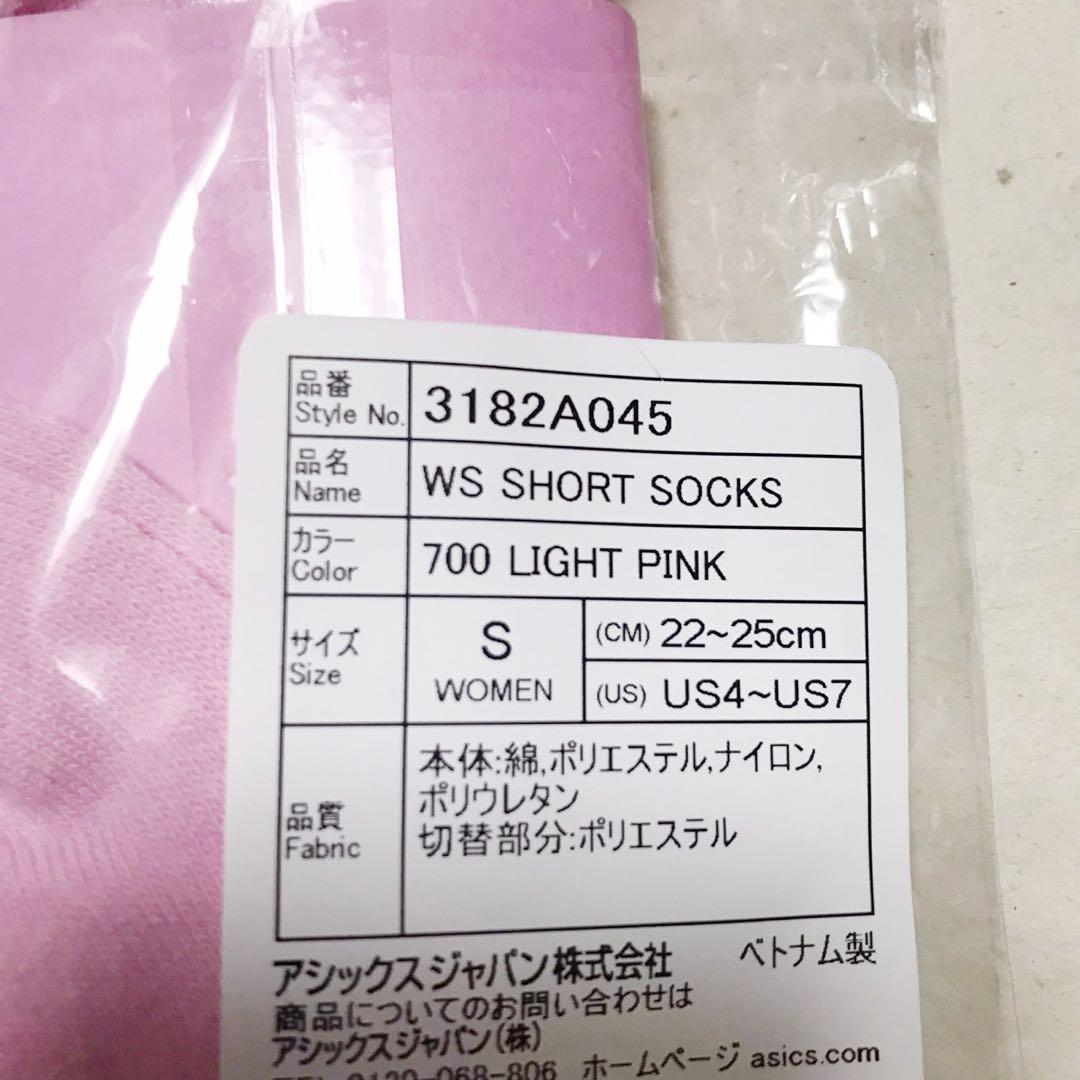 品番
Style No.
3182A045
品名
Name
WS SHORT SOCKS
カラー
Color
700 LIGHT PINK
サイズ
Size
S
WOMEN
(CM) 22~25cm
(US) US4~US7
品質
Fabric
本体:綿,ポリエステル,ナイロン,
ポリウレタン
切替部分:ポリエステル
アシックスジャパン株式会社 ベトナム製
商品についてのお問い合わせは
アシックスジャパン(株)
TEL 0120-068-806 ホームページ asics.com